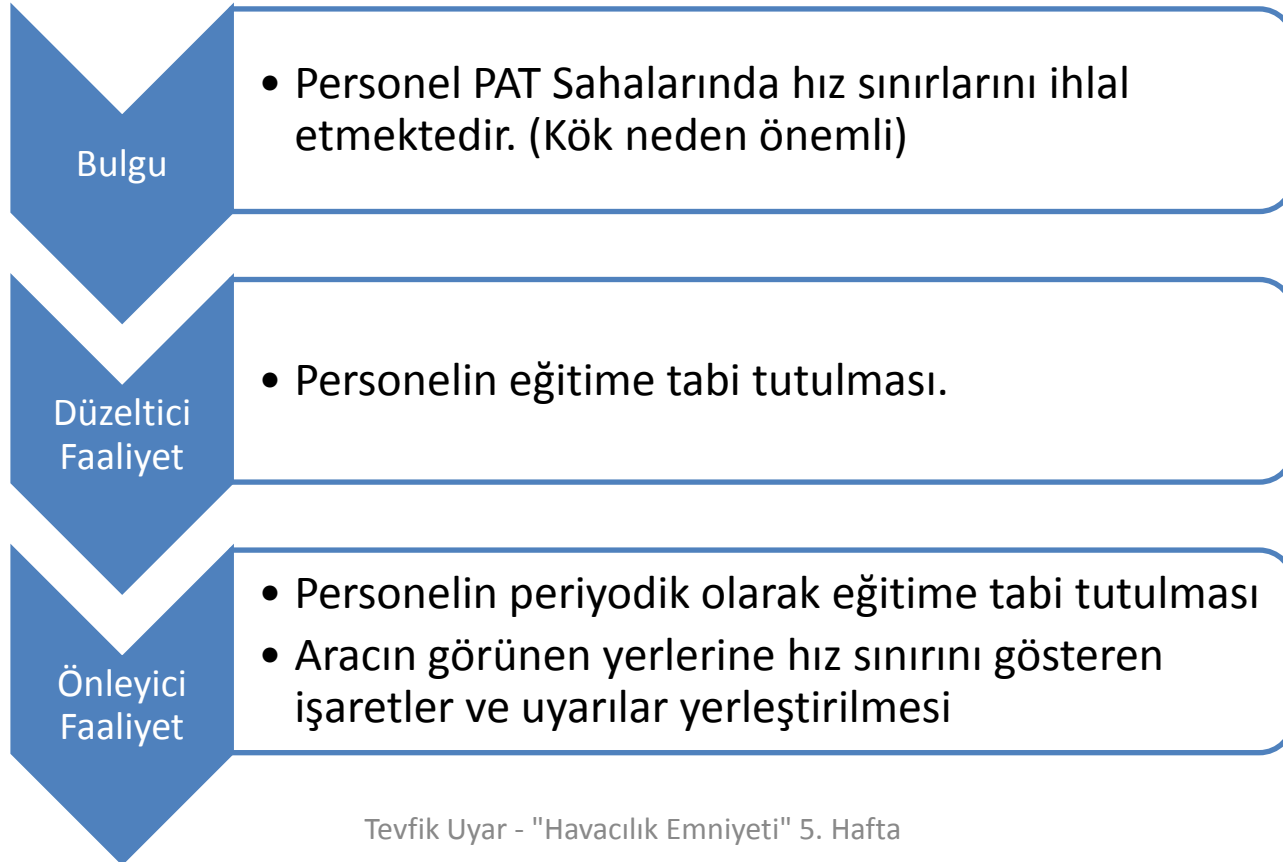 Bulgu
• Personel PAT Sahalarında hız sınırlarını ihlal
etmektedir. (Kök neden önemli)
Düzeltici
Faaliyet
• Personelin eğitime tabi tutulması.
Önleyici
Faaliyet
• Personelin periyodik olarak eğitime tabi tutulması
• Aracın görünen yerlerine hız sınırını gösteren
işaretler ve uyarılar yerleştirilmesi
Tevfik Uyar - "Havacılık Emniyeti" 5. Hafta